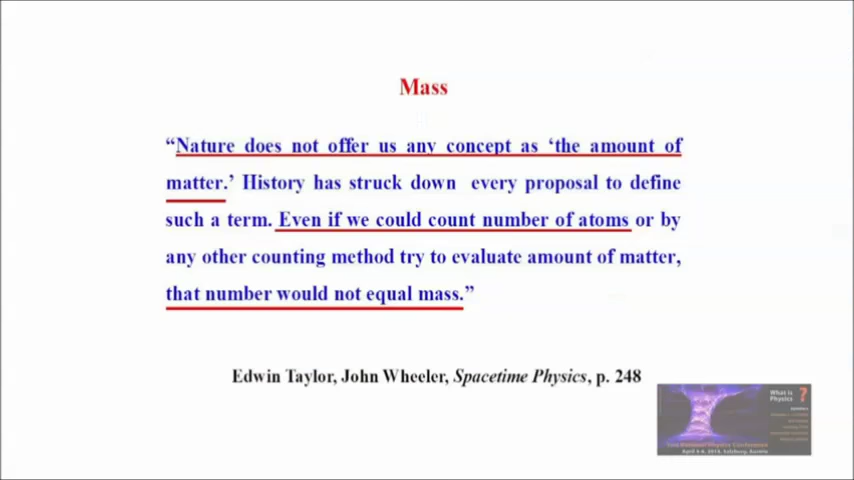 Mass
“Nature does not offer us any concept as ‘the amount of
matter.’ History has struck down every proposal to define
such a term. Even if we could count number of atoms or by
any other counting method try to evaluate amount of matter,
that number would not equal mass.”
Edwin Taylor, John Wheeler, Spacetime Physics, p. 248
What is
Physics ?